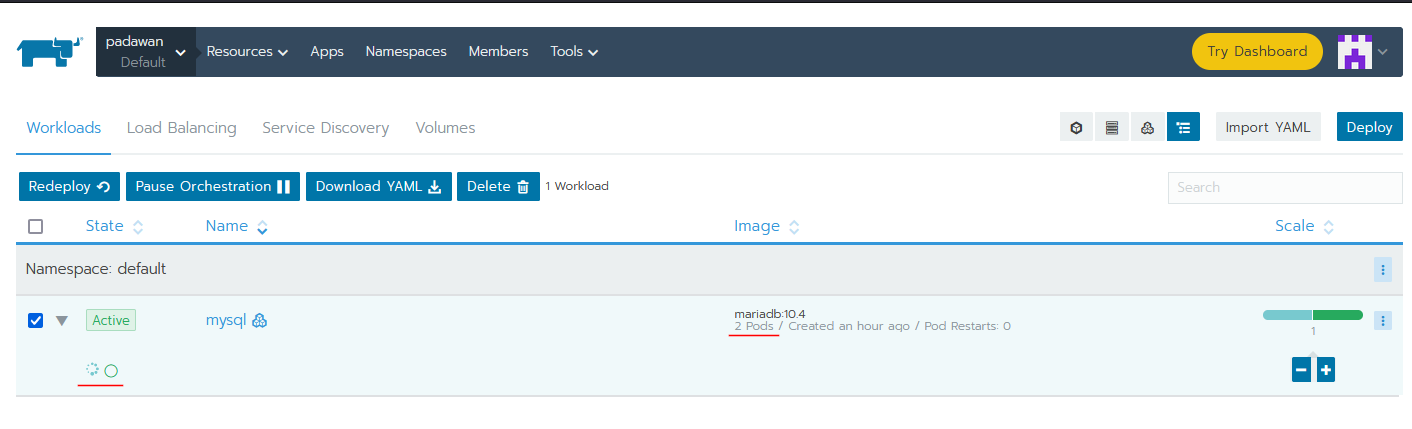 padawan
Default
Resources Apps Namespaces Members Tools Try Dashboard
Workloads Load Balancing Service Discovery Volumes Import YAML Deploy
Redeploy Pause Orchestration Download YAML Delete 1 Workload Search
State Name Image Scale
Namespace: default
Active mysql mariadb:10.4
2 Pods / Created an hour ago / Pod Restarts: 0
1